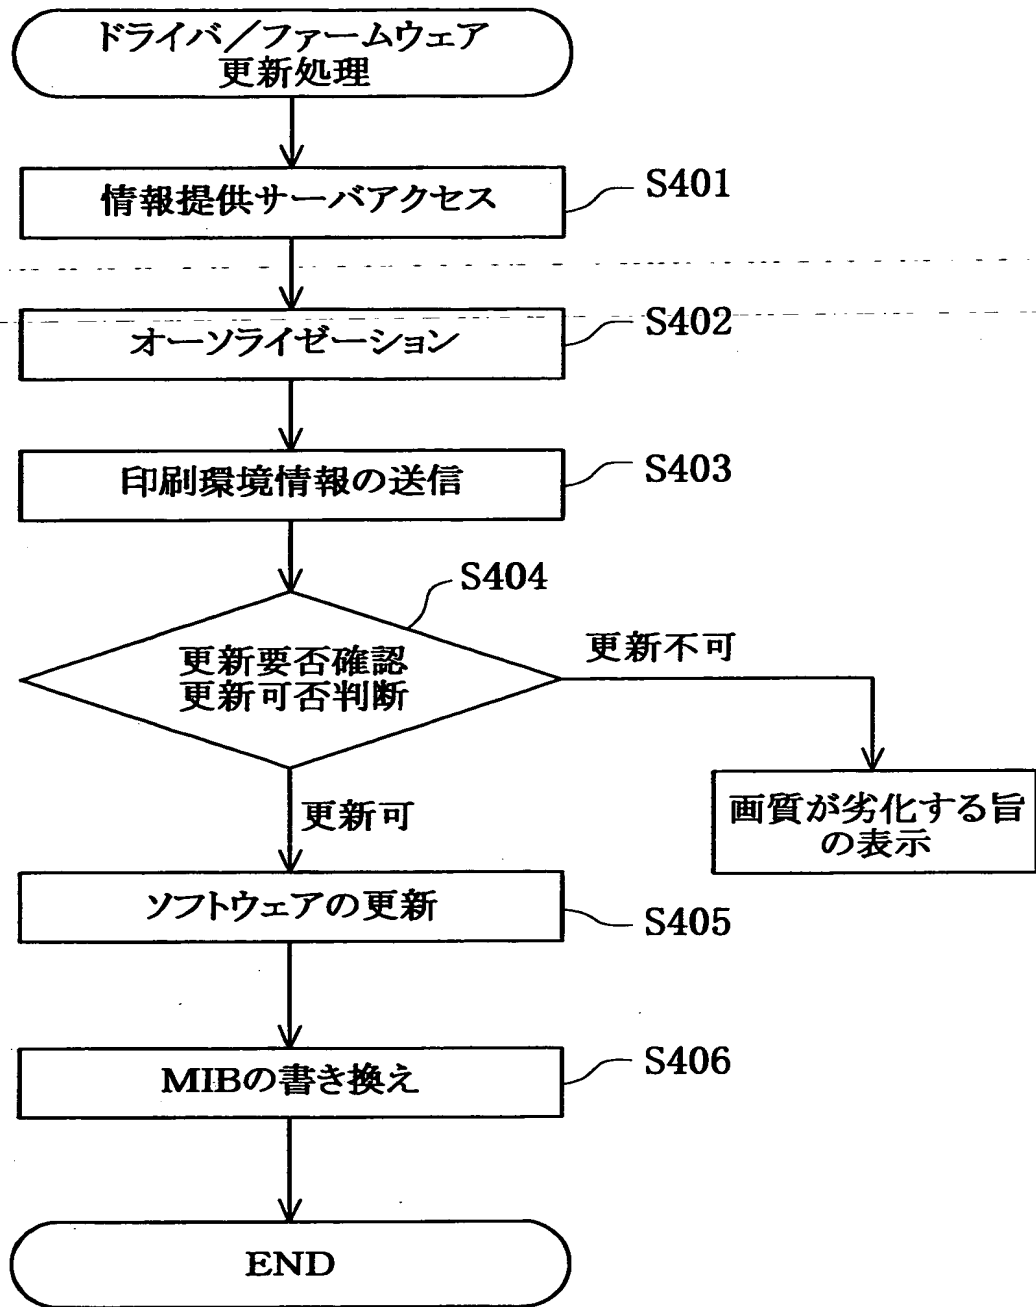 ドライバ／ファームウェア
更新処理
情報提供サーバアクセス
S401
オーソライゼーション
S402
印刷環境情報の送信
S403
S404
更新要否確認
更新可否判断
更新不可
更新可
画質が劣化する旨
の表示
ソフトウェアの更新
S405
MIBの書き換え
S406
END